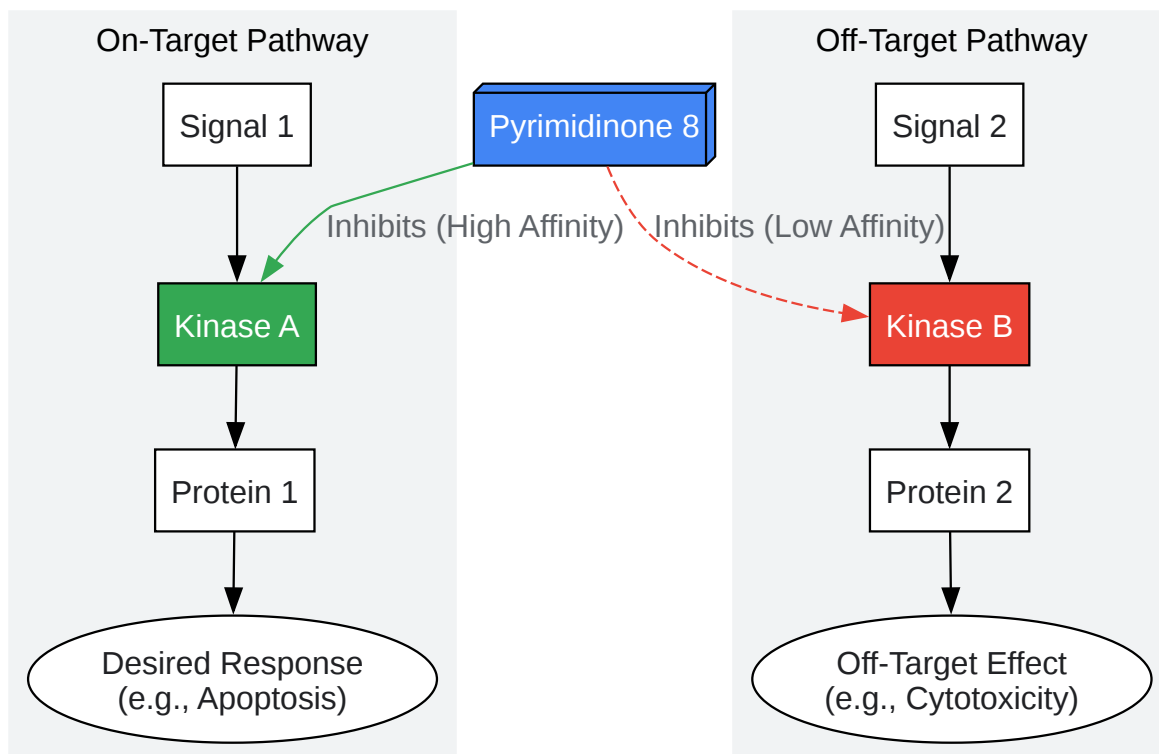 On-Target Pathway
Off-Target Pathway
Signal 1
Pyrimidinone 8
Signal 2
Inhibits (High Affinity)
Inhibits (Low Affinity)
Kinase A
Kinase B
Protein 1
Protein 2
Desired Response
(e.g., Apoptosis)
Off-Target Effect
(e.g., Cytotoxicity)